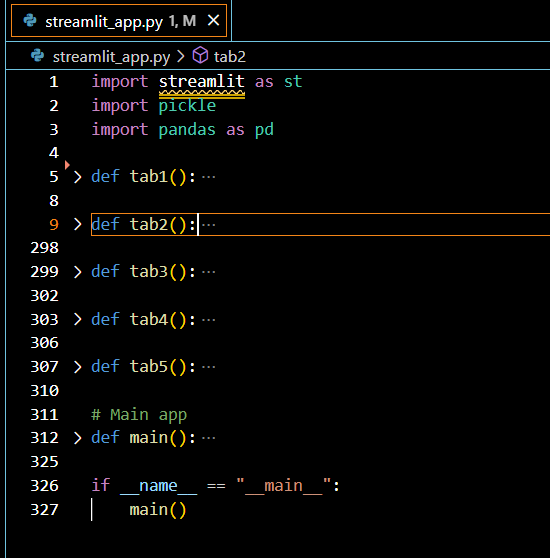 streamlit_app.py 1, M
streamlit_app.py > tab2
1 import streamlit as st
2 import pickle
3 import pandas as pd
4
5 > def tab1(): ···
8
9 > def tab2(): ···
298
299 > def tab3(): ···
302
303 > def tab4(): ···
306
307 > def tab5(): ···
310
311 # Main app
312 > def main(): ···
325
326 if __name__ == "__main__":
327     main()